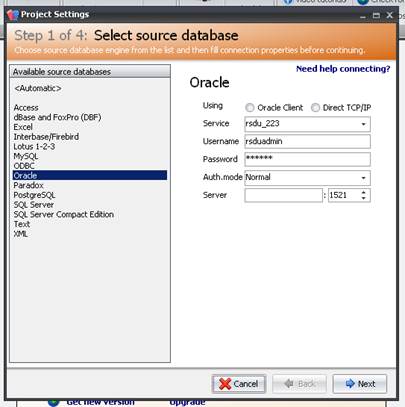 video tutorials
Project Settings
Step 1 of 4: Select source database
Choose source database engine from the list and then fill connection properties before continuing.
Need help connecting?
Available source databases
<Automatic>
Access
dBase and FoxPro (DBF)
Excel
Interbase/Firebird
Lotus 1-2-3
MySQL
ODBC
Oracle
Paradox
PostgreSQL
SQL Server
SQL Server Compact Edition
Text
XML
Oracle
Using Oracle Client Direct TCP/IP
Service rsdu_223
Username rsduadmin
Password ******
Auth.mode Normal
Server : 1521
Cancel Back Next
Get new version Upgrade